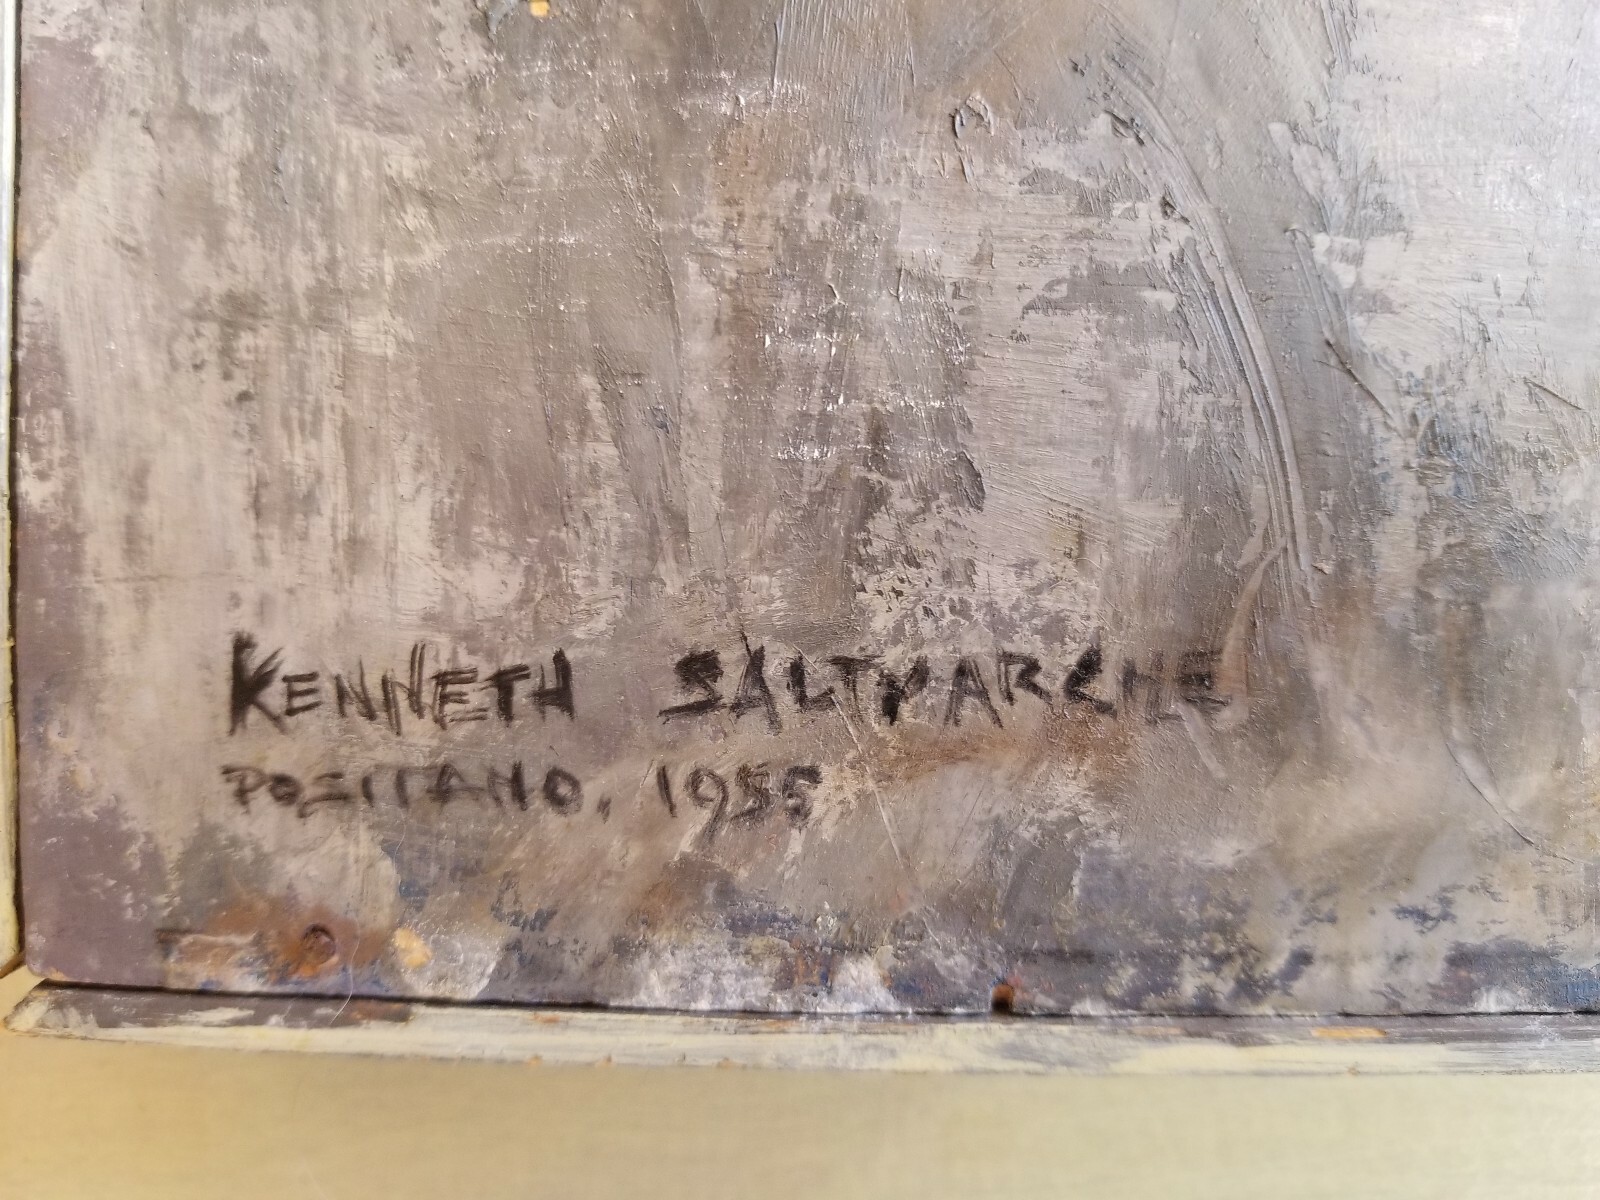 KENNETH SALTMARCHE
POSITANO, 1955